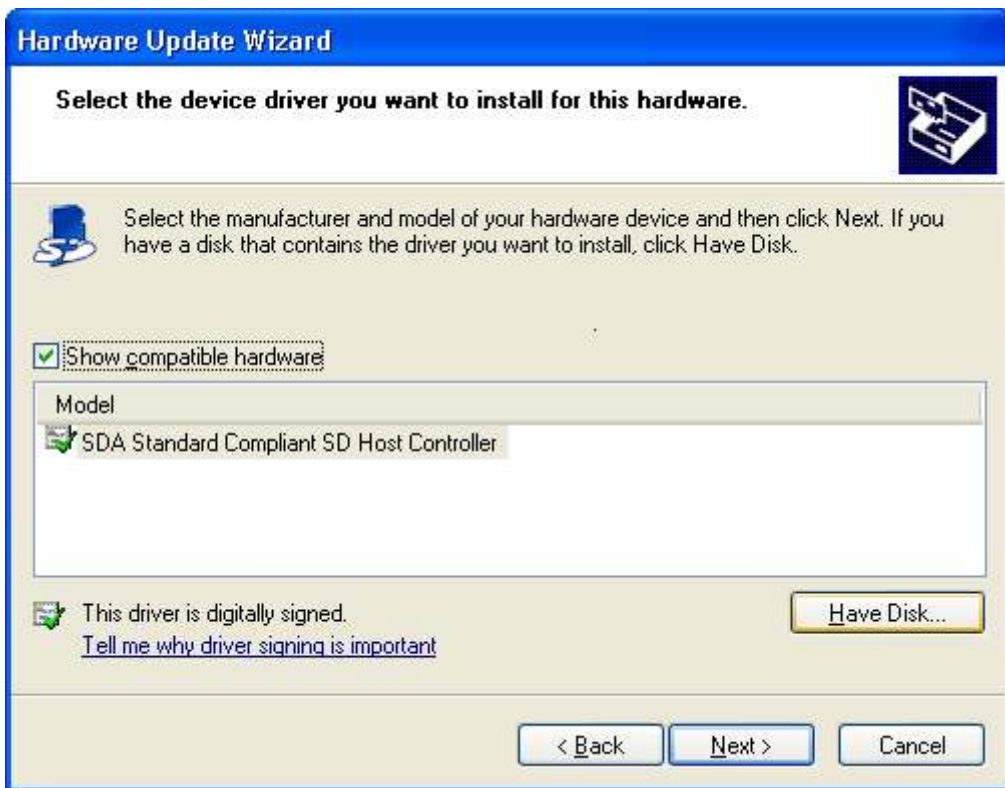 Hardware Update Wizard
Select the device driver you want to install for this hardware.
Select the manufacturer and model of your hardware device and then click Next. If you
have a disk that contains the driver you want to install, click Have Disk.
Show compatible hardware
Model
SDA Standard Compliant SD Host Controller
This driver is digitally signed.
Have Disk...
Tell me why driver signing is important
< Back
Next >
Cancel